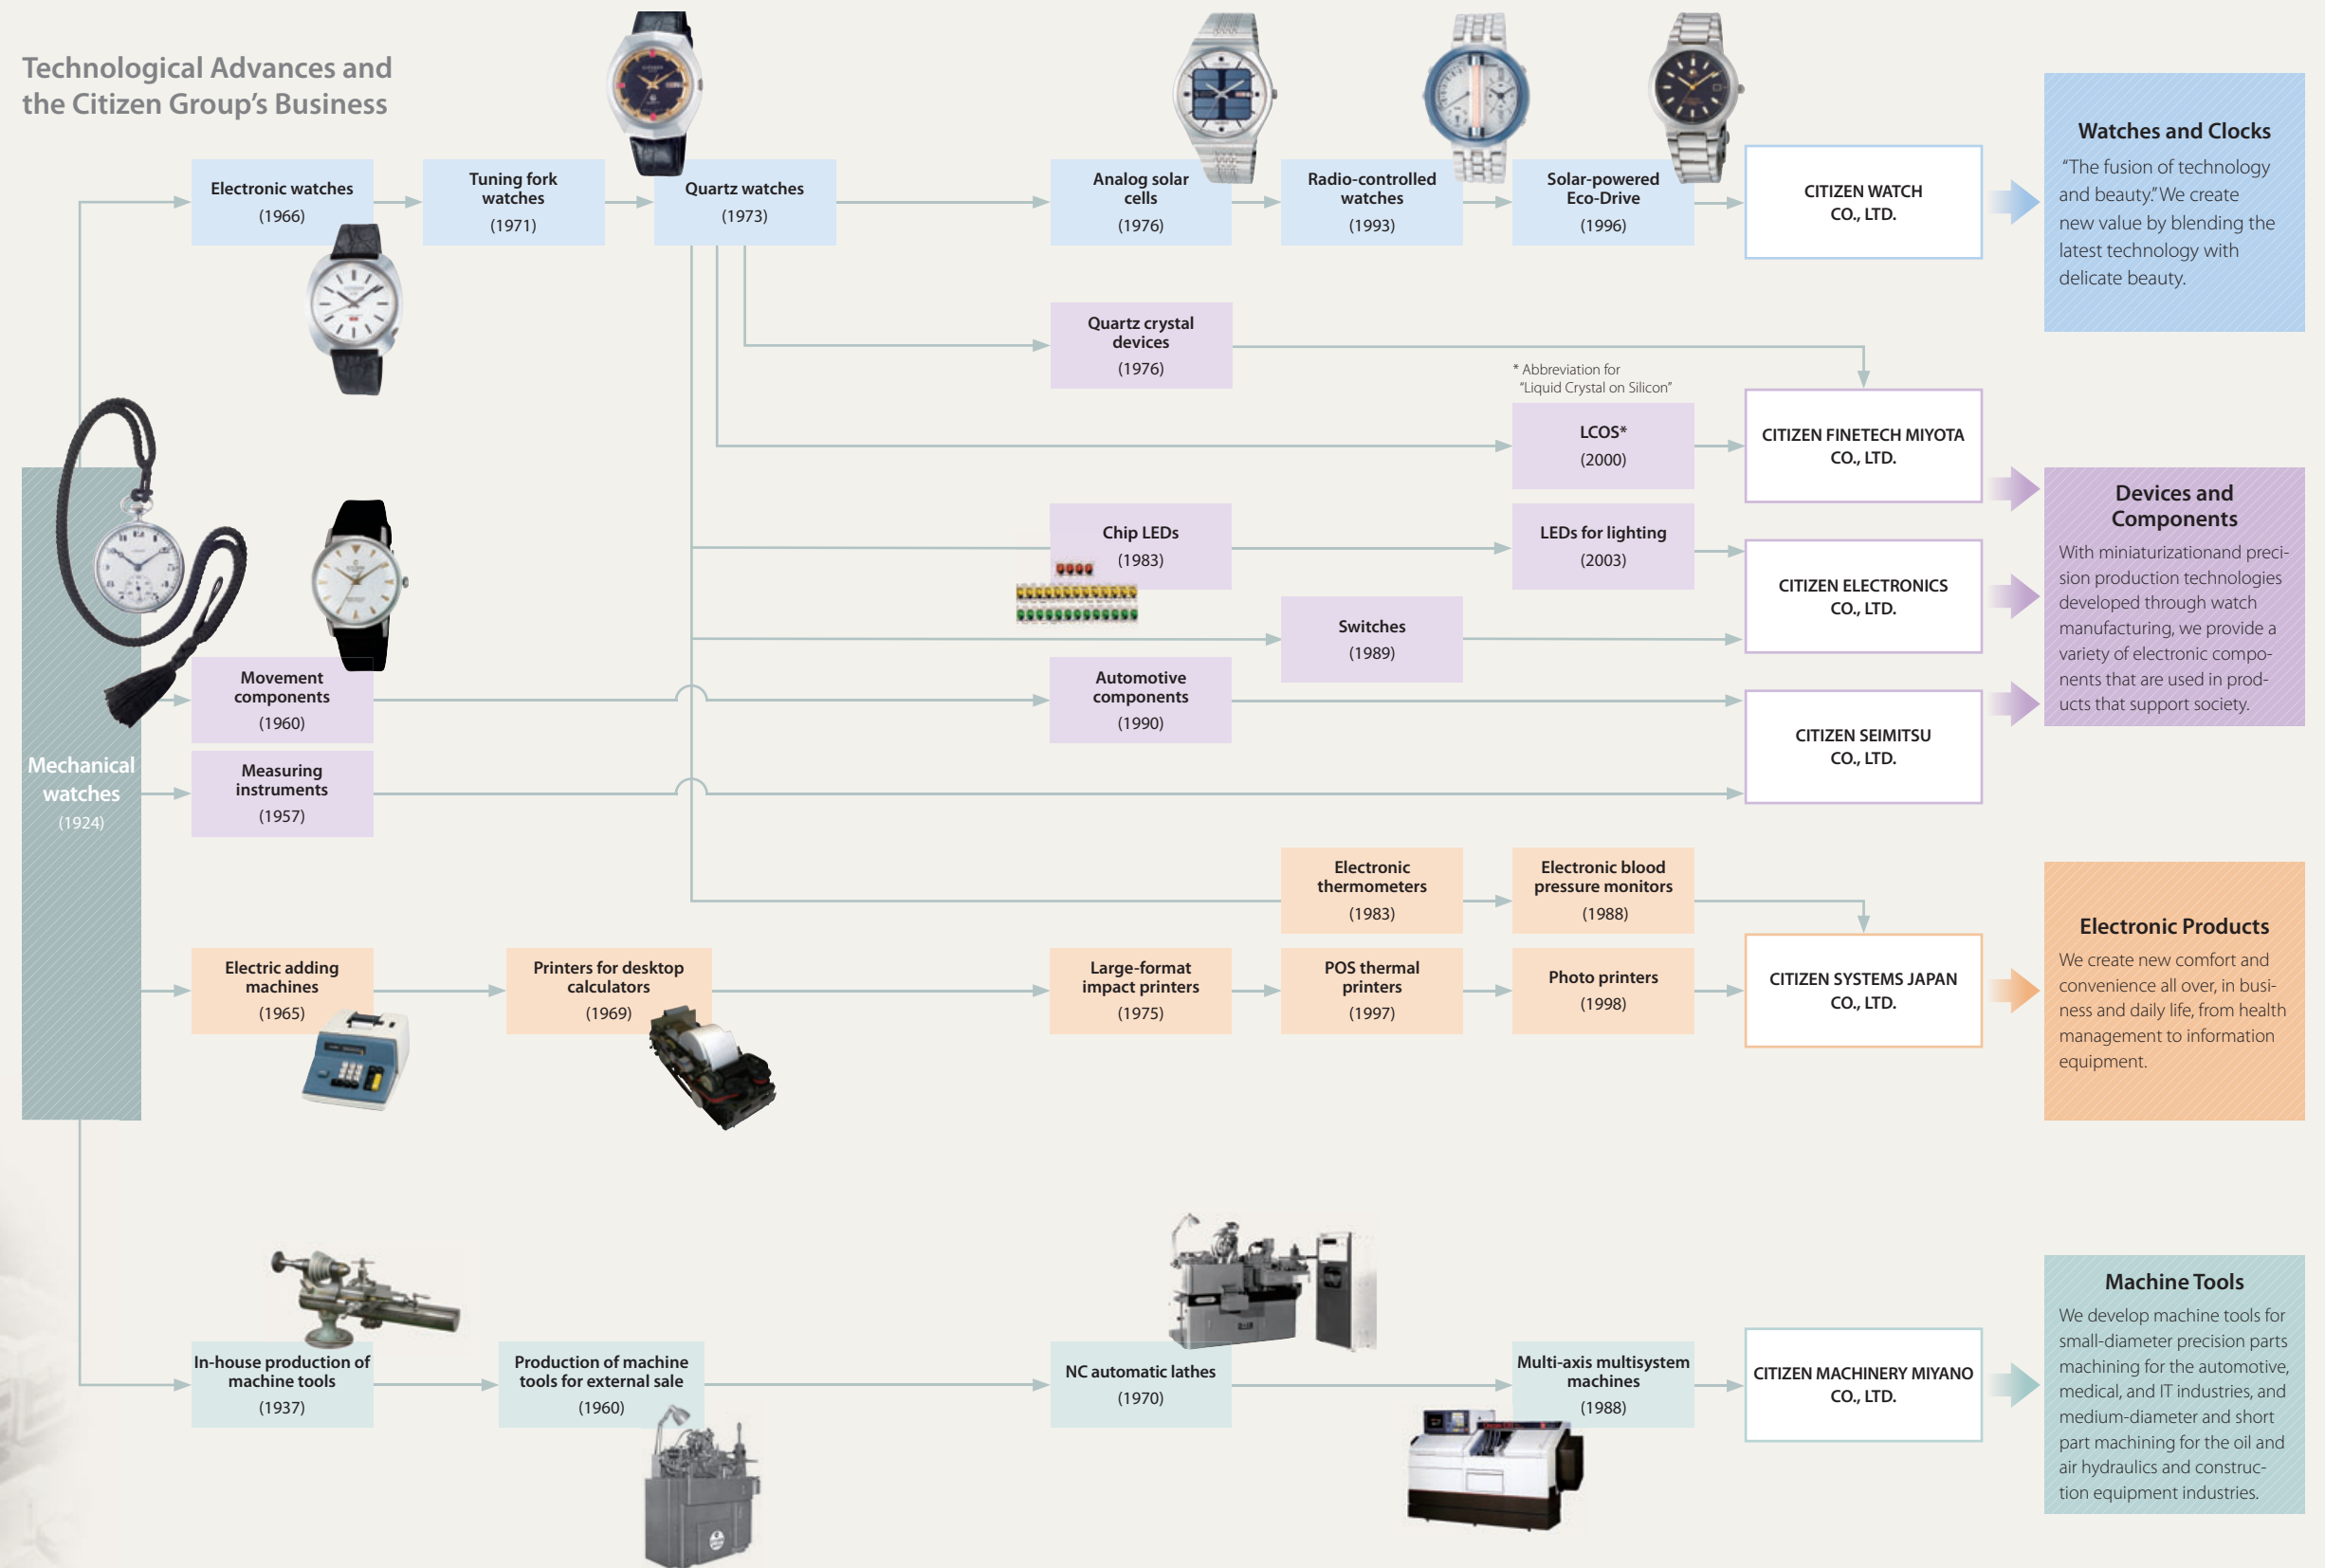 Technological Advances and
the Citizen Group's Business
Electronic watches
(1966)
Tuning fork
watches
(1971)
Quartz watches
(1973)
Analog solar
cells
(1976)
Radio-controlled
watches
(1993)
Solar-powered
Eco-Drive
(1996)
CITIZEN WATCH
CO., LTD.
Watches and Clocks
“The fusion of technology
and beauty.” We create
new value by blending the
latest technology with
delicate beauty.
Quartz crystal
devices
(1976)
* Abbreviation for
“Liquid Crystal on Silicon”
LCOS*
(2000)
CITIZEN FINETECH MIYOTA
CO., LTD.
Chip LEDs
(1983)
LEDs for lighting
(2003)
CITIZEN ELECTRONICS
CO., LTD.
Switches
(1989)
Movement
components
(1960)
Automotive
components
(1990)
CITIZEN SEIMITSU
CO., LTD.
Measuring
instruments
(1957)
Devices and
Components
With miniaturizationand preci-
sion production technologies
developed through watch
manufacturing, we provide a
variety of electronic compo-
nents that are used in prod-
ucts that support society.
Mechanical
watches
(1924)
Electronic
thermometers
(1983)
Electronic blood
pressure monitors
(1988)
Electric adding
machines
(1965)
Printers for desktop
calculators
(1969)
Large-format
impact printers
(1975)
POS thermal
printers
(1997)
Photo printers
(1998)
CITIZEN SYSTEMS JAPAN
CO., LTD.
Electronic Products
We create new comfort and
convenience all over, in busi-
ness and daily life, from health
management to information
equipment.
In-house production of
machine tools
(1937)
Production of machine
tools for external sale
(1960)
NC automatic lathes
(1970)
Multi-axis multisystem
machines
(1988)
CITIZEN MACHINERY MIYANO
CO., LTD.
Machine Tools
We develop machine tools for
small-diameter precision parts
machining for the automotive,
medical, and IT industries, and
medium-diameter and short
part machining for the oil and
air hydraulics and construc-
tion equipment industries.